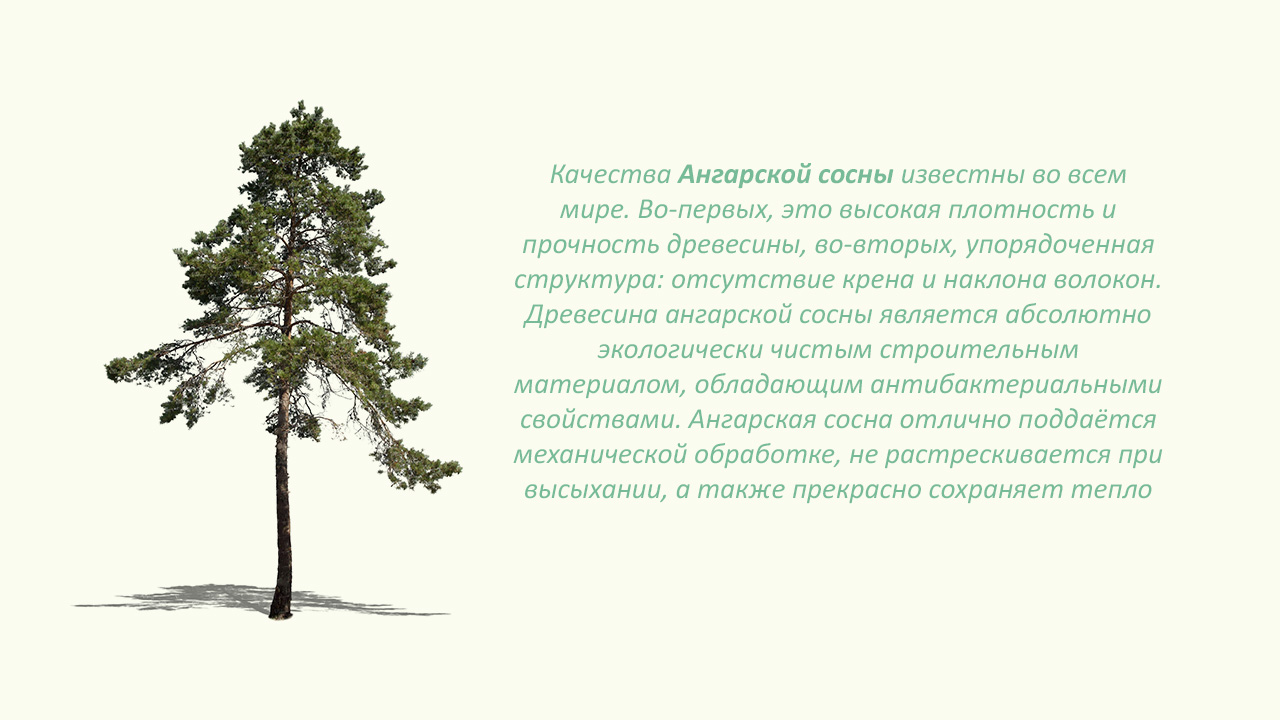 Качества Ангарской сосны известны во всем
мире. Во-первых, это высокая плотность и
прочность древесины, во-вторых, упорядоченная
структура: отсутствие крена и наклона волокон.
Древесина ангарской сосны является абсолютно
экологически чистым строительным
материалом, обладающим антибактериальными
свойствами. Ангарская сосна отлично поддаётся
механической обработке, не растрескивается при
высыхании, а также прекрасно сохраняет тепло